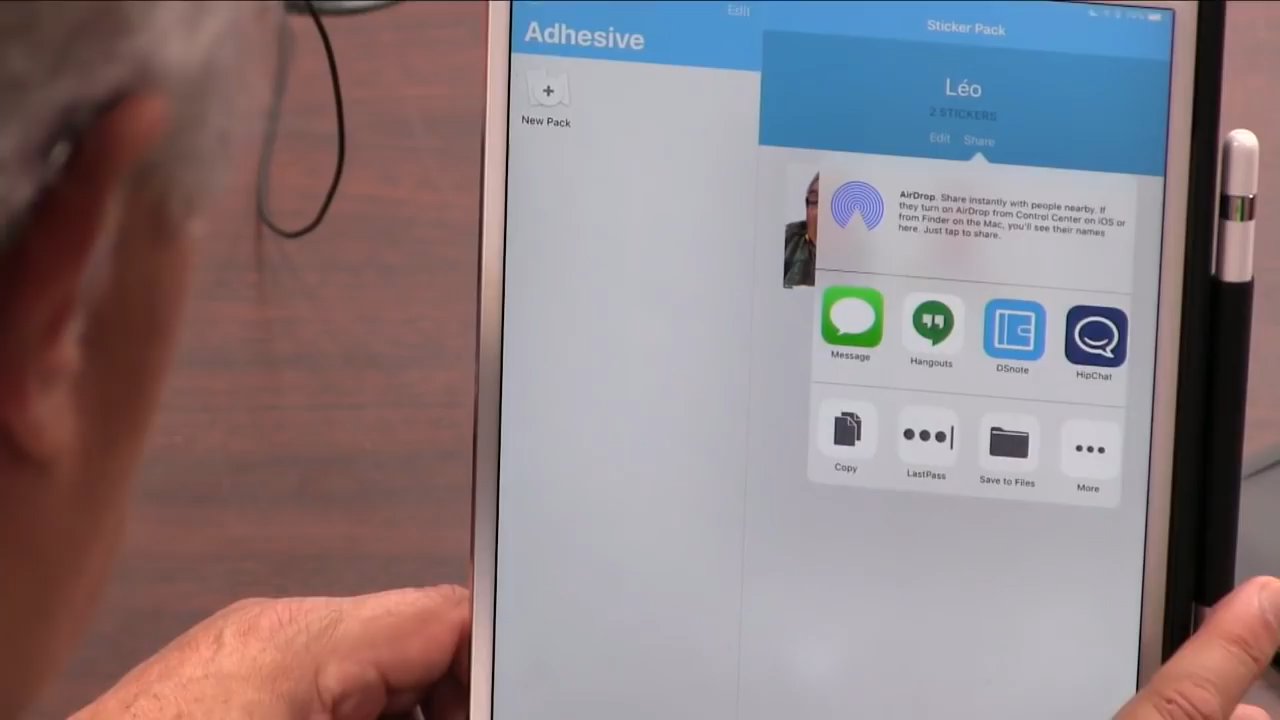 Edit
Adhesive
New Pack
Sticker Pack
Léo
2 STICKERS
Edit Share
AirDrop. Share instantly with people nearby. If
they turn on AirDrop from Control Center on iOS or
from Finder on the Mac, you'll see their names
here. Just tap to share.
Message Hangouts DSnote HipChat
Copy LastPass Save to Files More